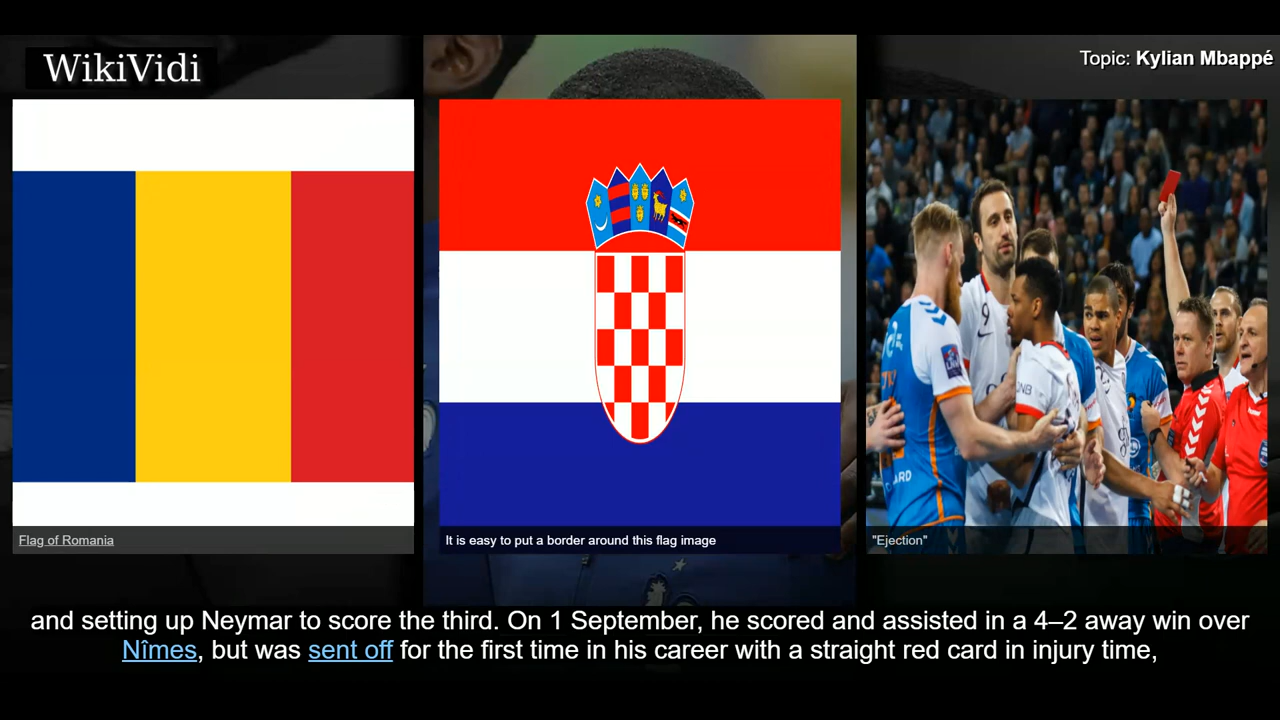 WikiVidi
Topic: Kylian Mbappé
9
Flag of Romania
It is easy to put a border around this flag image
"Ejection"
and setting up Neymar to score the third. On 1 September, he scored and assisted in a 4–2 away win over
Nîmes, but was sent off for the first time in his career with a straight red card in injury time,